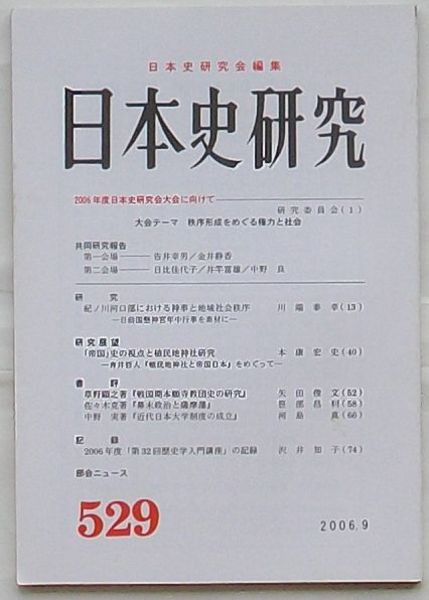 日本史研究会編集
日本史研究
2006年度日本史研究会大会に向けて
研究委員会(1)
大会テーマ 秩序形成をめぐる権力と社会
共同研究報告
第一会場――告井幸男/金井静香
第二会場――日比佳代子/井竿富雄/中野 良
研究
紀ノ川河口部における神事と地域社会秩序 川端泰幸(13)
―日前国懸神宮年中行事を素材に―
研究展望
「帝国」史の視点と植民地神社研究 本康宏史(40)
―青井哲人『植民地神社と帝国日本』をめぐって―
書評
草野顕之著『戦国期本願寺教団史の研究』 矢田俊文(52)
佐々木克著『幕末政治と薩摩藩』 笹部昌利(58)
中野 実著『近代日本大学制度の成立』 河島真(66)
記録
2006年度「第32回歴史学入門講座」の記録 沢井知子(74)
部会ニュース
529
2006.9